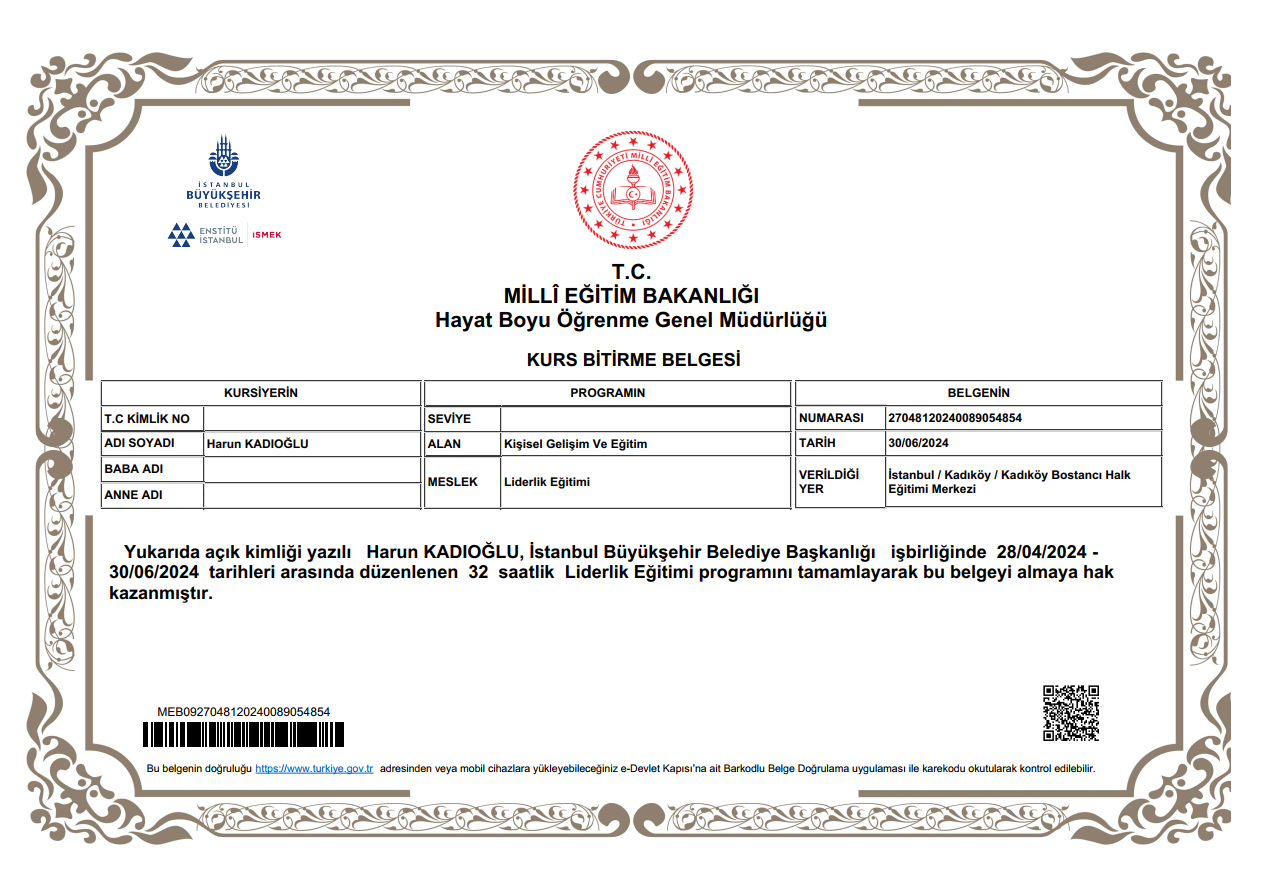 İSTANBUL
BÜYÜKŞEHİR
BELEDİYESİ
ENSTİTÜ
İSTANBUL
İSMEK
TÜRKİYE CUMHURİYETİ MİLLÎ EĞİTİM BAKANLIĞI
T.C.
MİLLÎ EĞİTİM BAKANLIĞI
Hayat Boyu Öğrenme Genel Müdürlüğü
KURS BİTİRME BELGESİ
KURSİYERİN
T.C KİMLİK NO
ADI SOYADI Harun KADIOĞLU
BABA ADI
ANNE ADI
PROGRAMIN
SEVİYE
ALAN Kişisel Gelişim Ve Eğitim
MESLEK Liderlik Eğitimi
BELGENİN
NUMARASI 27048120240089054854
TARİH 30/06/2024
VERİLDİĞİ YER İstanbul / Kadıköy / Kadıköy Bostancı Halk
Eğitimi Merkezi
Yukarıda açık kimliği yazılı Harun KADIOĞLU, İstanbul Büyükşehir Belediye Başkanlığı işbirliğinde 28/04/2024 -
30/06/2024 tarihleri arasında düzenlenen 32 saatlik Liderlik Eğitimi programını tamamlayarak bu belgeyi almaya hak
kazanmıştır.
MEB0927048120240089054854
Bu belgenin doğruluğu https://www.turkiye.gov.tr adresinden veya mobil cihazlara yükleyebileceğiniz e-Devlet Kapısı'na ait Barkodlu Belge Doğrulama uygulaması ile karekodu okutularak kontrol edilebilir.